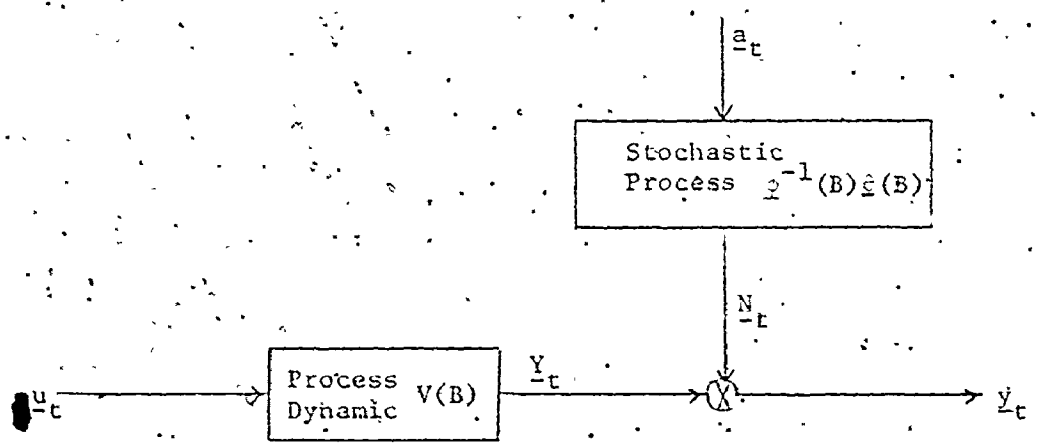 a_t
Stochastic
Process φ^-1(B)ĉ(B)
N_t
Y_t
Process
Dynamic V(B)
u_t
y_t